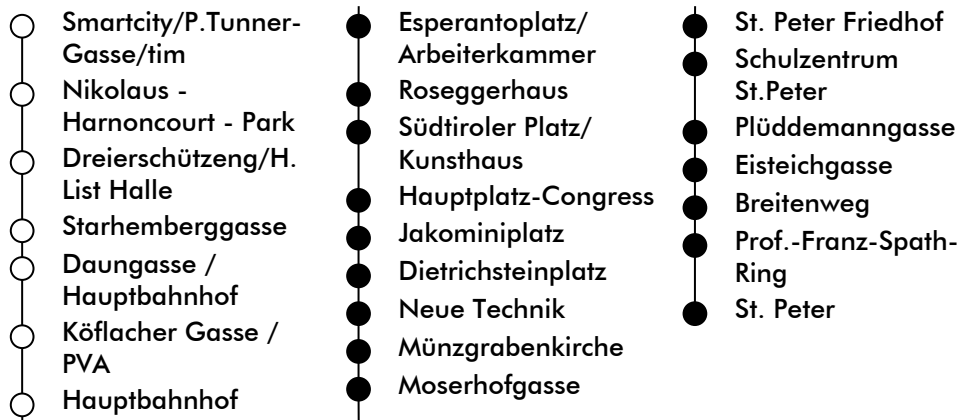 Smartcity/P.Tunner-
Gasse/tim
Nikolaus -
Harnoncourt - Park
Dreierschützeng/H.
List Halle
Starhemberggasse
Daungasse /
Hauptbahnhof
Köflacher Gasse /
PVA
Hauptbahnhof
Esperantoplatz/
Arbeiterkammer
Roseggerhaus
Südtiroler Platz/
Kunsthaus
Hauptplatz-Congress
Jakominiplatz
Dietrichsteinplatz
Neue Technik
Münzgrabenkirche
Moserhofgasse
St. Peter Friedhof
Schulzentrum
St.Peter
Plüddemanngasse
Eisteichgasse
Breitenweg
Prof.-Franz-Spath-
Ring
St. Peter